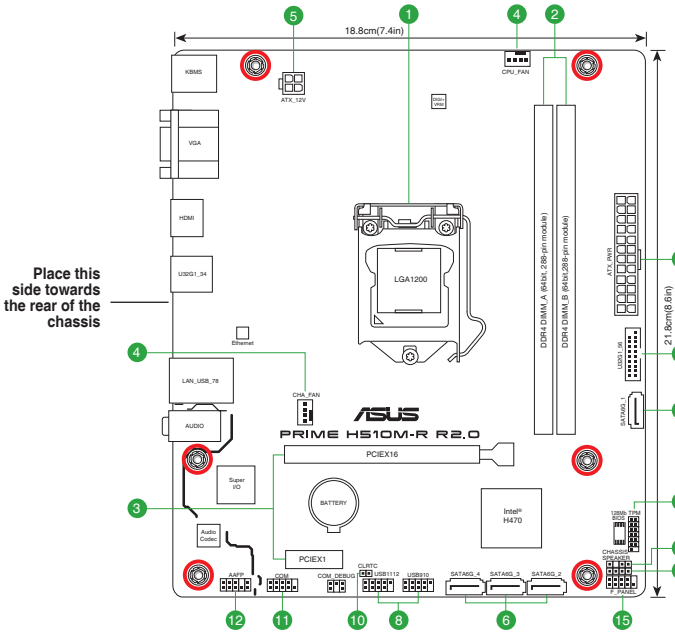 1
4
2
5
18.8cm(7.4in)
KBMS
ATX_12V
CPU_FAN
DIGI+
VRM
VGA
HDMI
U32G1_34
LGA1200
DDR4 DIMM_A (64bit, 288-pin module)
DDR4 DIMM_B (64bit,288-pin module)
ATX_PWR
21.8cm(8.6in)
Place this
side towards
the rear of the
chassis
Ethernet
U32G1_56
4
LAN_USB_78
CHA_FAN
SATA6G_1
AUDIO
ASUS
PRIME H510M-R R2.0
PCIEX16
Super
I/O
3
BATTERY
Intel®
H470
128Mb
BIOS
TPM
Audio
Codec
PCIEX1
CHASSIS
SPEAKER
AAFP
COM
COM_DEBUG
CLRTC
USB1112
USB910
SATA6G_4
SATA6G_3
SATA6G_2
F_PANEL
12
11
10
8
6
15